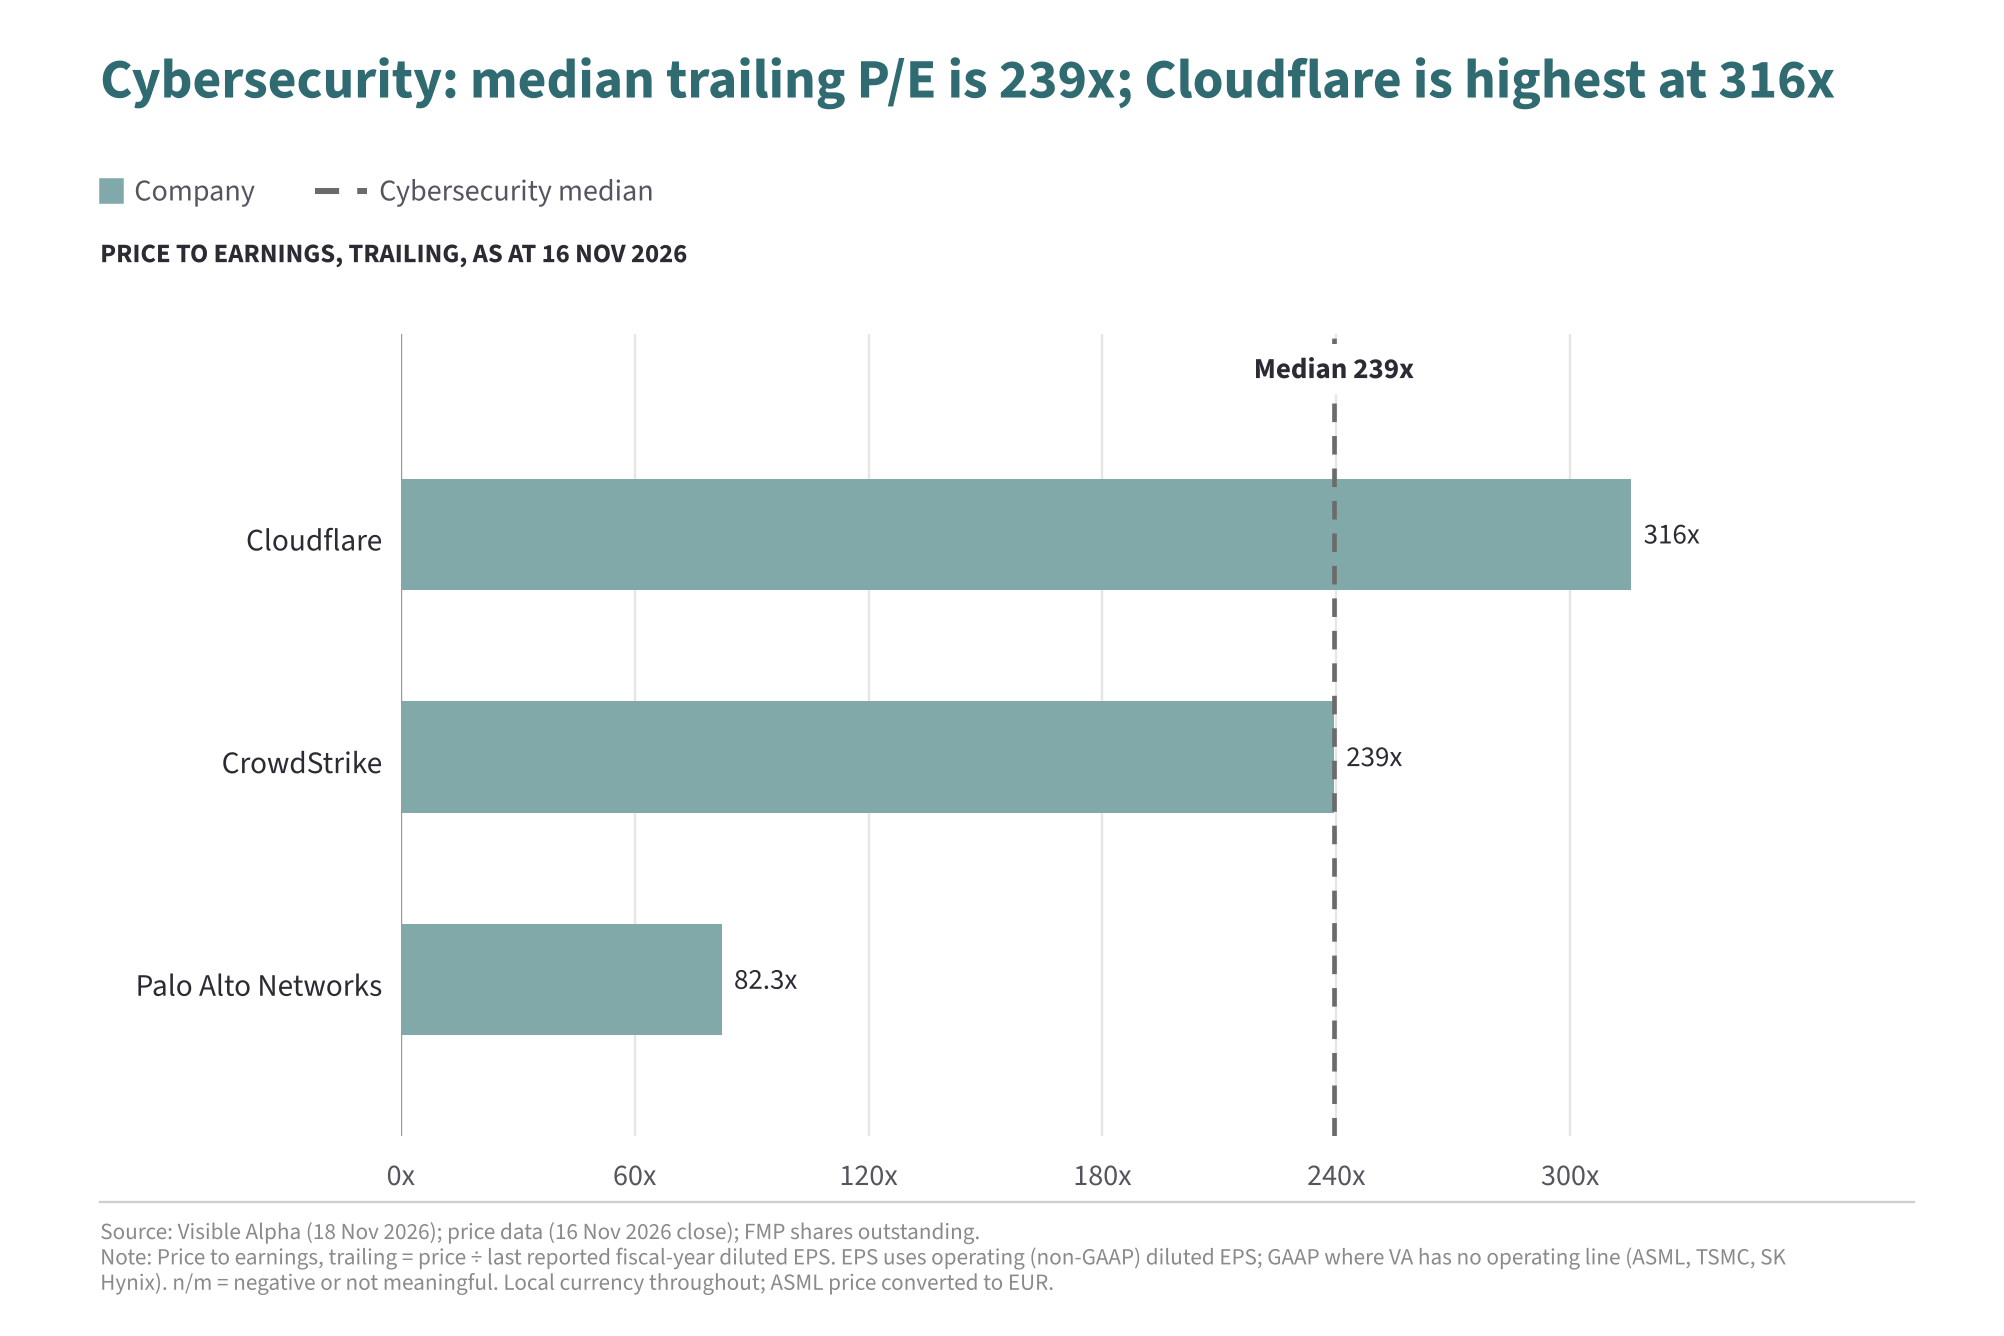 Cybersecurity: median trailing P/E is 239x; Cloudflare is highest at 316x
Company
Cybersecurity median
PRICE TO EARNINGS, TRAILING, AS AT 16 NOV 2026
Median 239x
Cloudflare
316x
CrowdStrike
239x
Palo Alto Networks
82.3x
0x
60x
120x
180x
240x
300x
Source: Visible Alpha (18 Nov 2026); price data (16 Nov 2026 close); FMP shares outstanding.
Note: Price to earnings, trailing = price ÷ last reported fiscal-year diluted EPS. EPS uses operating (non-GAAP) diluted EPS; GAAP where VA has no operating line (ASML, TSMC, SK
Hynix). n/m = negative or not meaningful. Local currency throughout; ASML price converted to EUR.